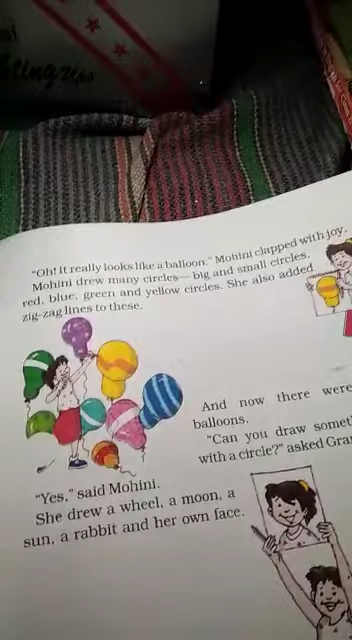 "Oh! It really looks like a balloon." Mohini clapped with joy.
Mohini drew many circles— big and small circles,
red, blue, green and yellow circles. She also added
zig-zag lines to these.
And now there were
balloons.
"Can you draw
with a circle?" asked
"Yes," said Mohini.
She drew a wheel, a moon, a
sun, a rabbit and her own face.